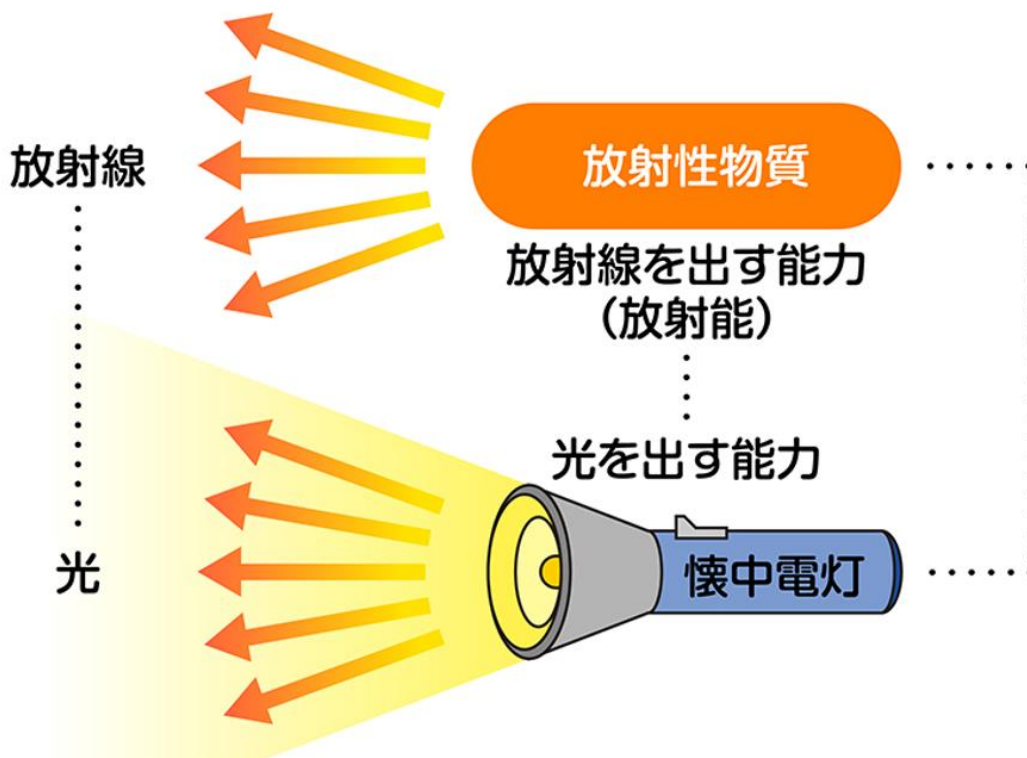 放射線
放射性物質
放射線を出す能力
（放射能）
光を出す能力
光
懐中電灯